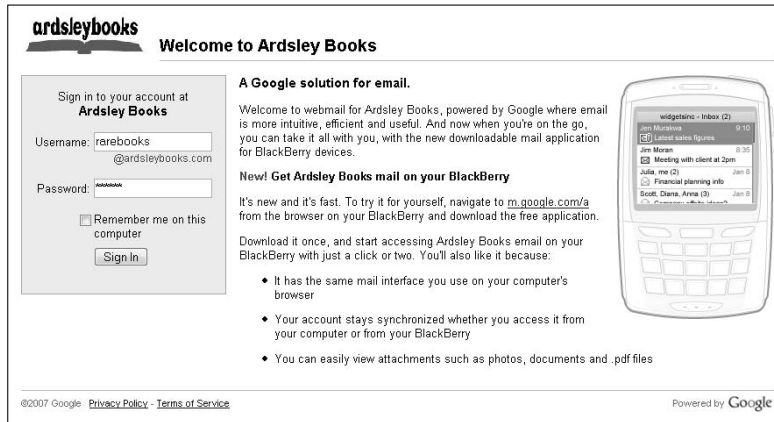 ardsleybooks
Welcome to Ardsley Books
Sign in to your account at
Ardsley Books
Username: rarebooks
@ardsleybooks.com
Password: ******
Remember me on this
computer
Sign In
A Google solution for email.
Welcome to webmail for Ardsley Books, powered by Google where email
is more intuitive, efficient and useful. And now when you're on the go,
you can take it all with you, with the new downloadable mail application
for BlackBerry devices.
New! Get Ardsley Books mail on your BlackBerry
It's new and it's fast. To try it for yourself, navigate to m.google.com/a
from the browser on your BlackBerry and download the free application.
Download it once, and start accessing Ardsley Books email on your
BlackBerry with just a click or two. You'll also like it because:
◆ It has the same mail interface you use on your computer's
browser
◆ Your account stays synchronized whether you access it from
your computer or from your BlackBerry
◆ You can easily view attachments such as photos, documents and .pdf files
widgetsinc - Inbox (2)
Jen Murakwa 9:10
Latest sales figures
Jim Moran 6:35
Meeting with client at 2pm
Julia, me (2) Jan 8
Financial planning info
Scott, Diana, Anna (3) Jan 8
©2007 Google Privacy Policy - Terms of Service
Powered by Google